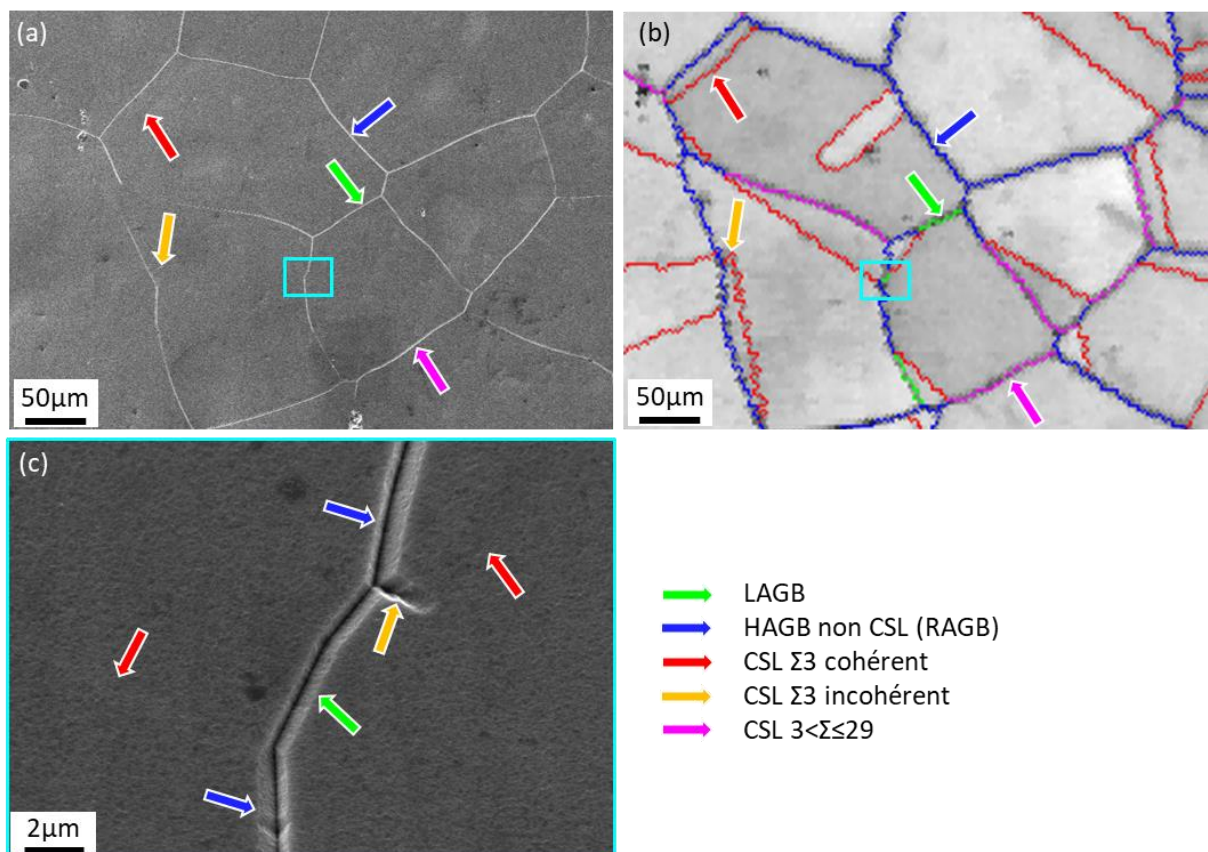 (a)
50µm
(b)
50µm
(c)
2µm
LAGB
HAGB non CSL (RAGB)
CSL Σ3 cohérent
CSL Σ3 incohérent
CSL 3<Σ≤29